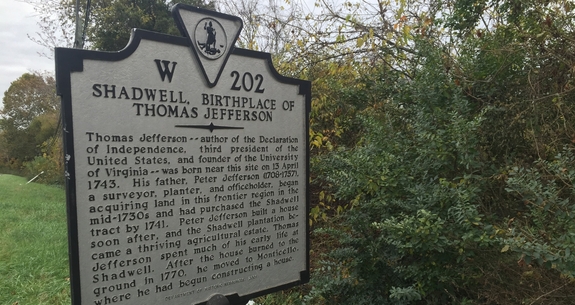 W 202
SHADWELL, BIRTHPLACE OF
THOMAS JEFFERSON
Thomas Jefferson--author of the Declaration
of Independence, third president of the
United States, and founder of the University
of Virginia--was born near this site on 13 April
1743. His father, Peter Jefferson (1708-1757),
a surveyor, planter, and officeholder, began
acquiring land in this frontier region in the
mid-1730s and had purchased the Shadwell
tract by 1741. Peter Jefferson built a house
soon after, and the Shadwell plantation be-
came a thriving agricultural estate. Thomas
Jefferson spent much of his early life at
Shadwell. After the house burned to the
ground in 1770, he moved to Monticello,
where he had begun constructing a house.
DEPARTMENT OF HISTORIC RESOURCES